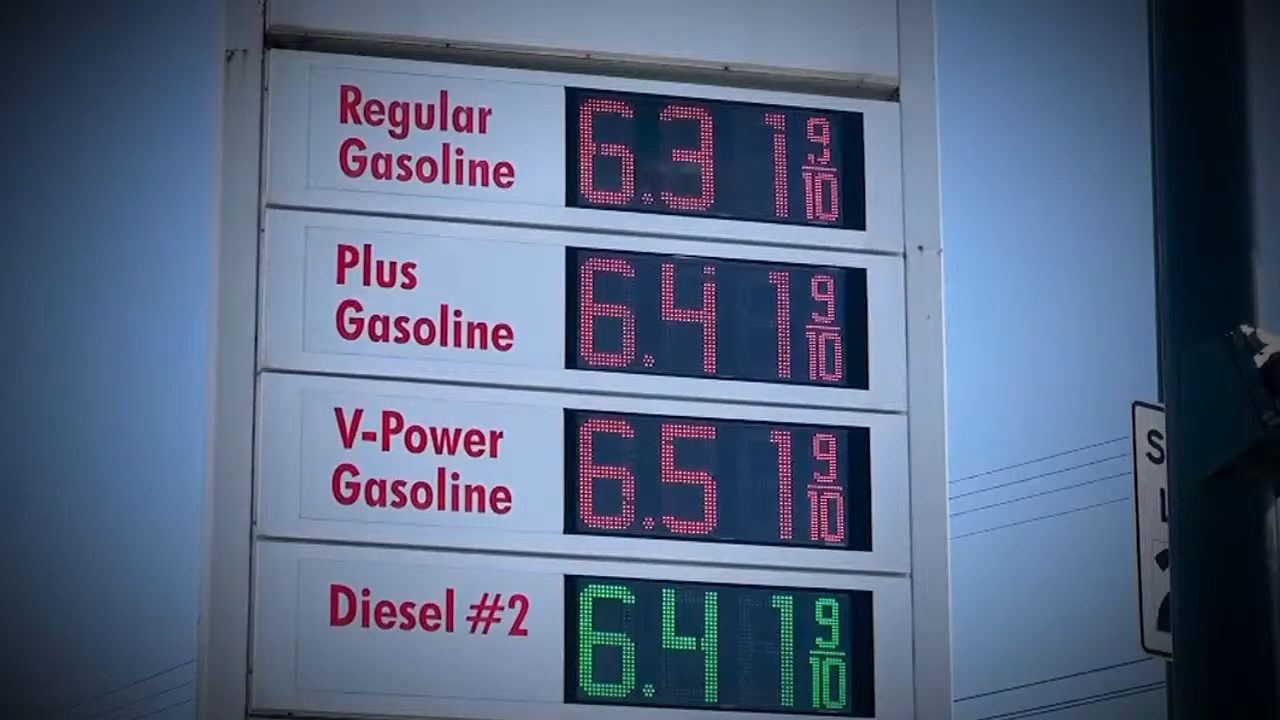 Regular
Gasoline
6.31 9/10
Plus
Gasoline
6.41 9/10
V-Power
Gasoline
6.51 9/10
Diesel #2
6.41 9/10
S